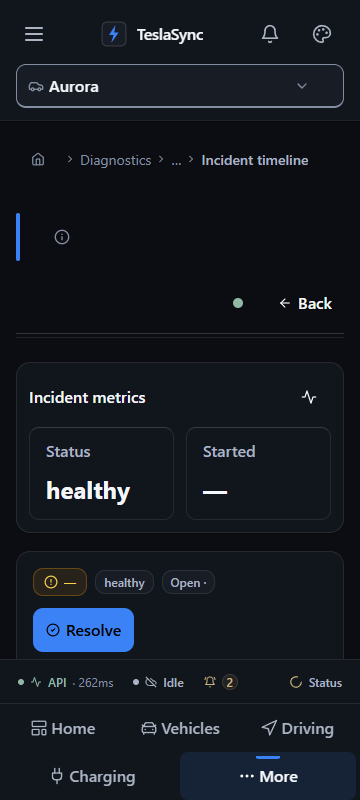 TeslaSync
Aurora
Diagnostics ... Incident timeline
Back
Incident metrics
Status
healthy
Started
—
— healthy Open ·
Resolve
API · 262ms Idle 2 Status
Home Vehicles Driving
Charging More